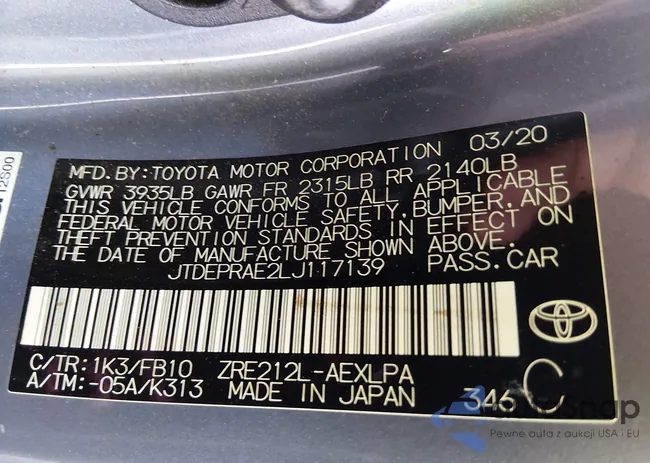 12S00
03/20
MFD.BY:TOYOTA MOTOR CORPORATION
GVWR 3935LB GAWR FR 2315LB RR 2140LB
THIS VEHICLE CONFORMS TO ALL APPLICABLE
FEDERAL MOTOR VEHICLE SAFETY,BUMPER,AND
THEFT PREVENTION STANDARDS IN EFFECT ON
THE DATE OF MANUFACTURE SHOWN ABOVE.
JTDEPRAE2LJ117139 PASS.CAR
C/TR:1K3/FB10 ZRE212L-AEXLPA
A/TM:-05A/K313 MADE IN JAPAN 346 C
Pewne auta z aukcji USA i EU